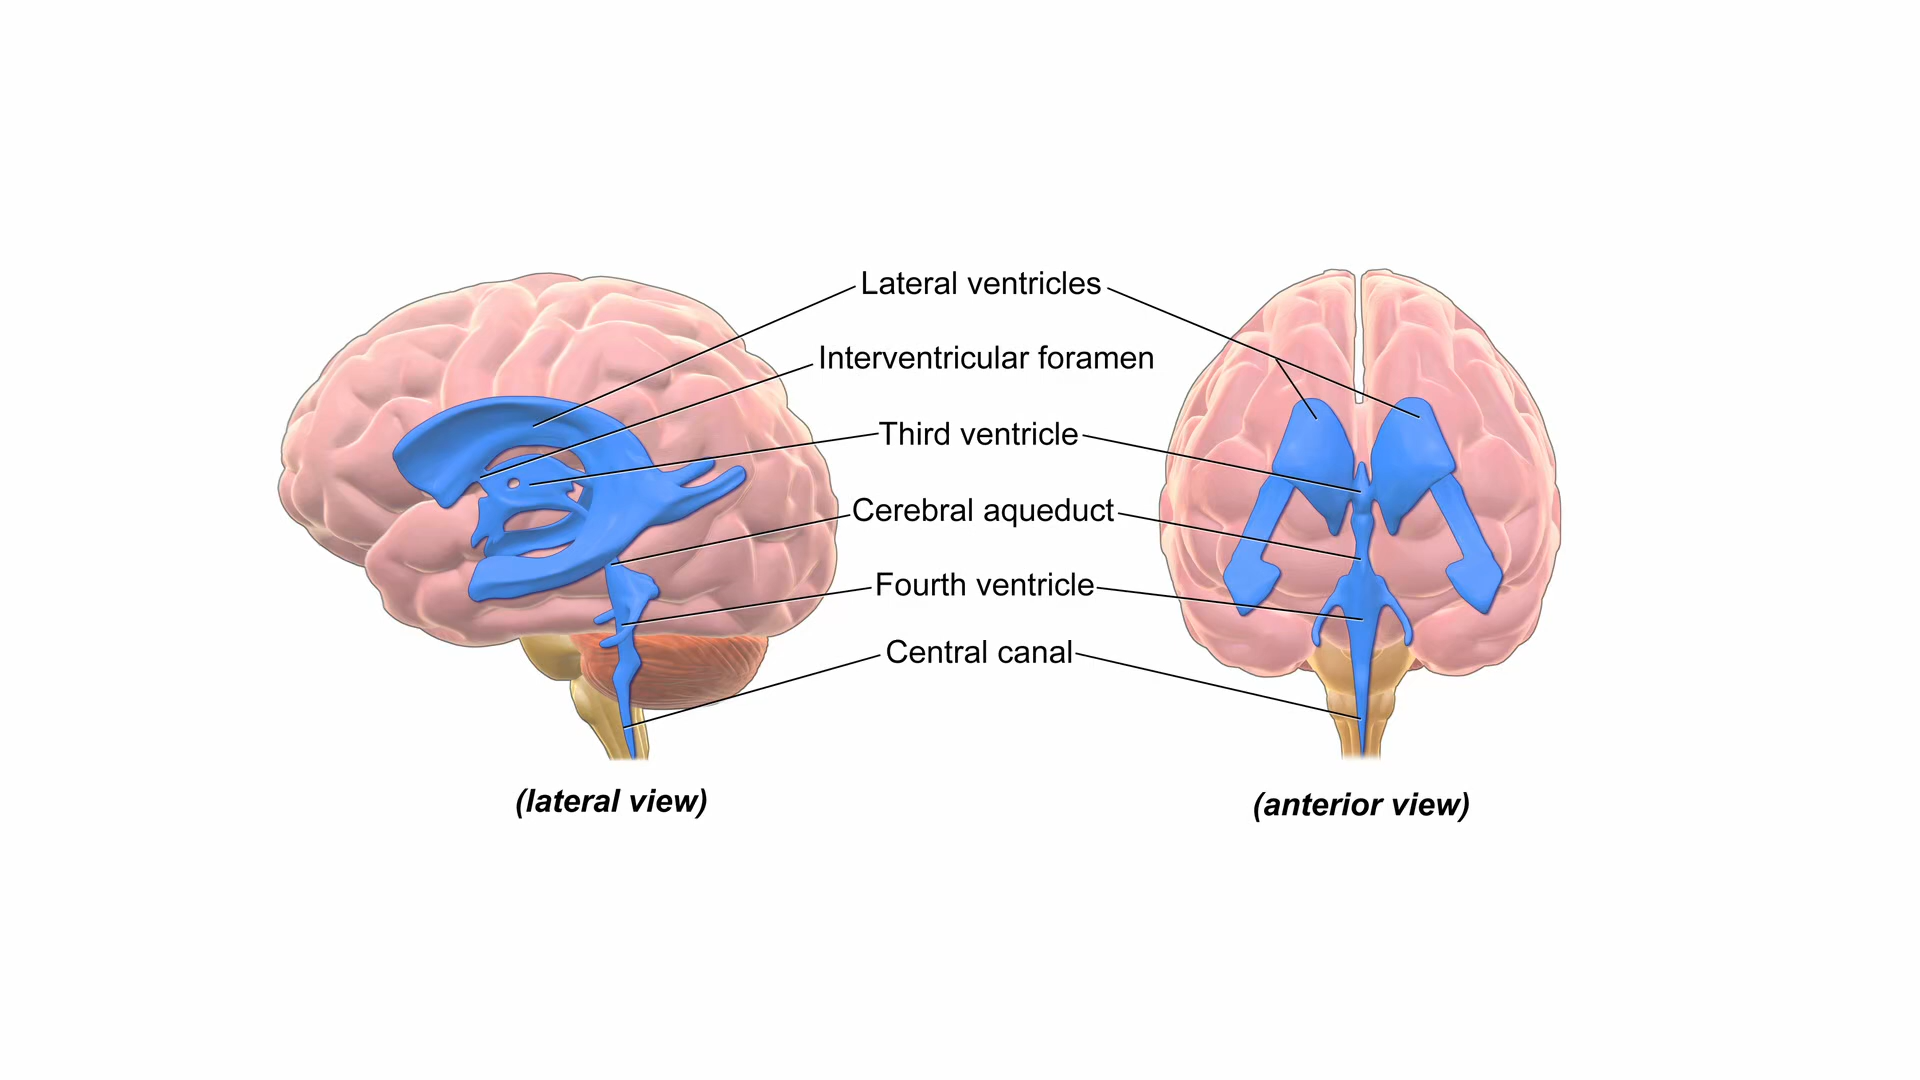 Lateral ventricles
Interventricular foramen
Third ventricle
Cerebral aqueduct
Fourth ventricle
Central canal
(lateral view)
(anterior view)